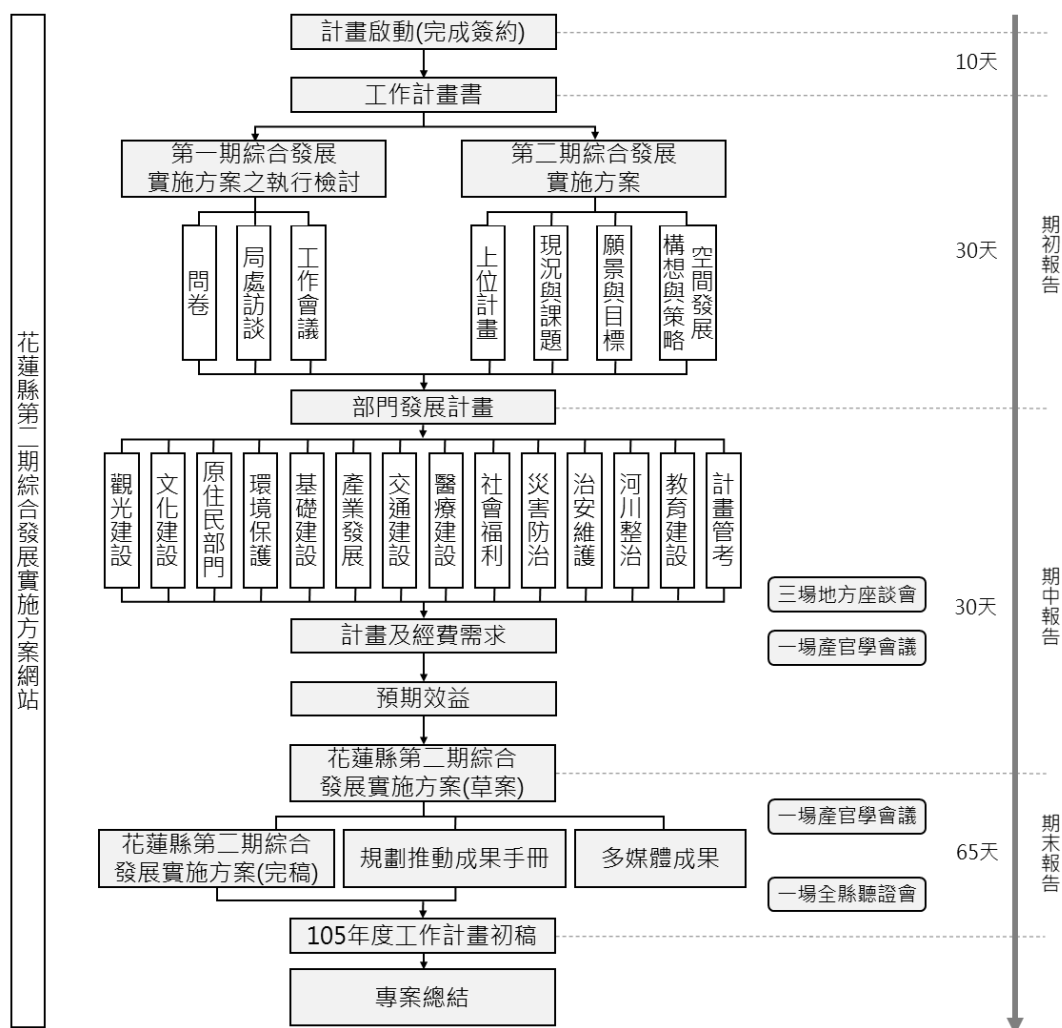 計畫啟動(完成簽約)
10天
工作計畫書
第一期綜合發展
實施方案之執行檢討
第二期綜合發展
實施方案
問卷
局處訪談
工作會議
上位計畫
現況與課題
願景與目標
空間發展
構想與策略
30天
期初報告
部門發展計畫
觀光建設
文化建設
原住民部門
環境保護
基礎建設
產業發展
交通建設
醫療建設
社會福利
災害防治
治安維護
河川整治
教育建設
計畫管考
三場地方座談會
一場產官學會議
30天
期中報告
計畫及經費需求
預期效益
花蓮縣第二期綜合
發展實施方案(草案)
花蓮縣第二期綜合
發展實施方案(完稿)
規劃推動成果手冊
多媒體成果
一場產官學會議
一場全縣聽證會
65天
期末報告
105年度工作計畫初稿
專案總結
花蓮縣第二期綜合發展實施方案網站